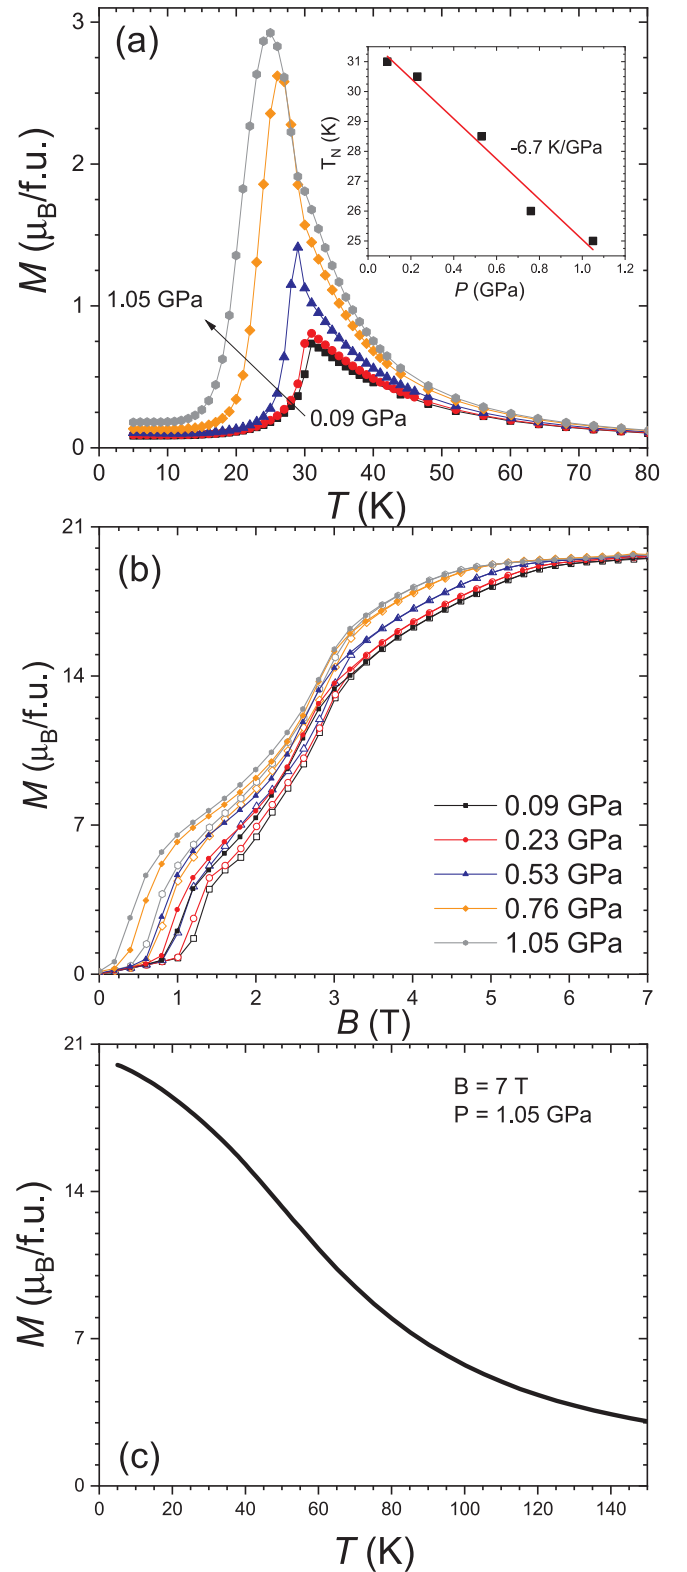 (a)
M (μB/f.u.)
3
2
1
0
1.05 GPa
0.09 GPa
0 10 20 30 40 50 60 70 80
T (K)
TN (K)
31
30
29
28
27
26
25
-6.7 K/GPa
0.0 0.2 0.4 0.6 0.8 1.0 1.2
P (GPa)
(b)
M (μB/f.u.)
21
14
7
0
0.09 GPa
0.23 GPa
0.53 GPa
0.76 GPa
1.05 GPa
0 1 2 3 4 5 6 7
B (T)
(c)
M (μB/f.u.)
21
14
7
0
B = 7 T
P = 1.05 GPa
0 20 40 60 80 100 120 140
T (K)